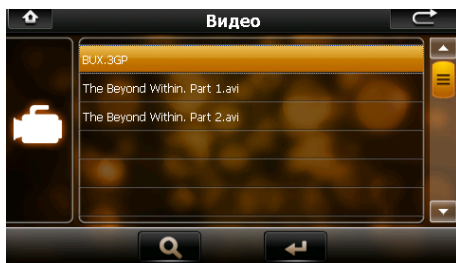 Видео
BUX.3GP
The Beyond Within. Part 1.avi
The Beyond Within. Part 2.avi